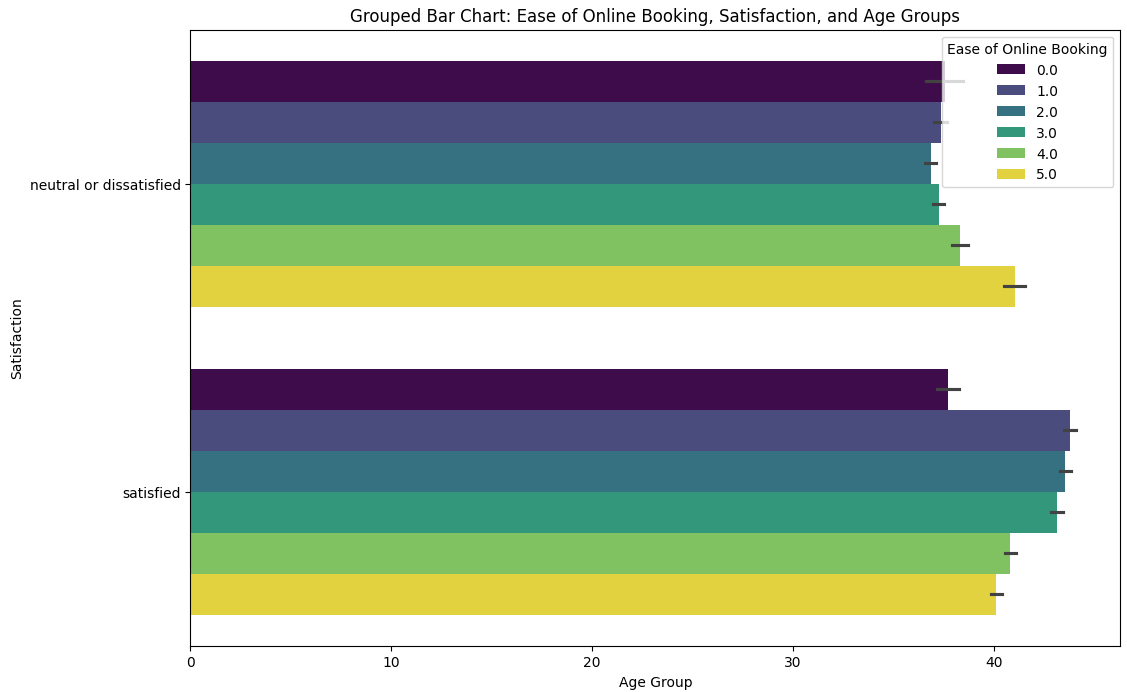 Grouped Bar Chart: Ease of Online Booking, Satisfaction, and Age Groups
Ease of Online Booking
0.0
1.0
2.0
3.0
4.0
5.0
Satisfaction
neutral or dissatisfied
satisfied
0
10
20
30
40
Age Group